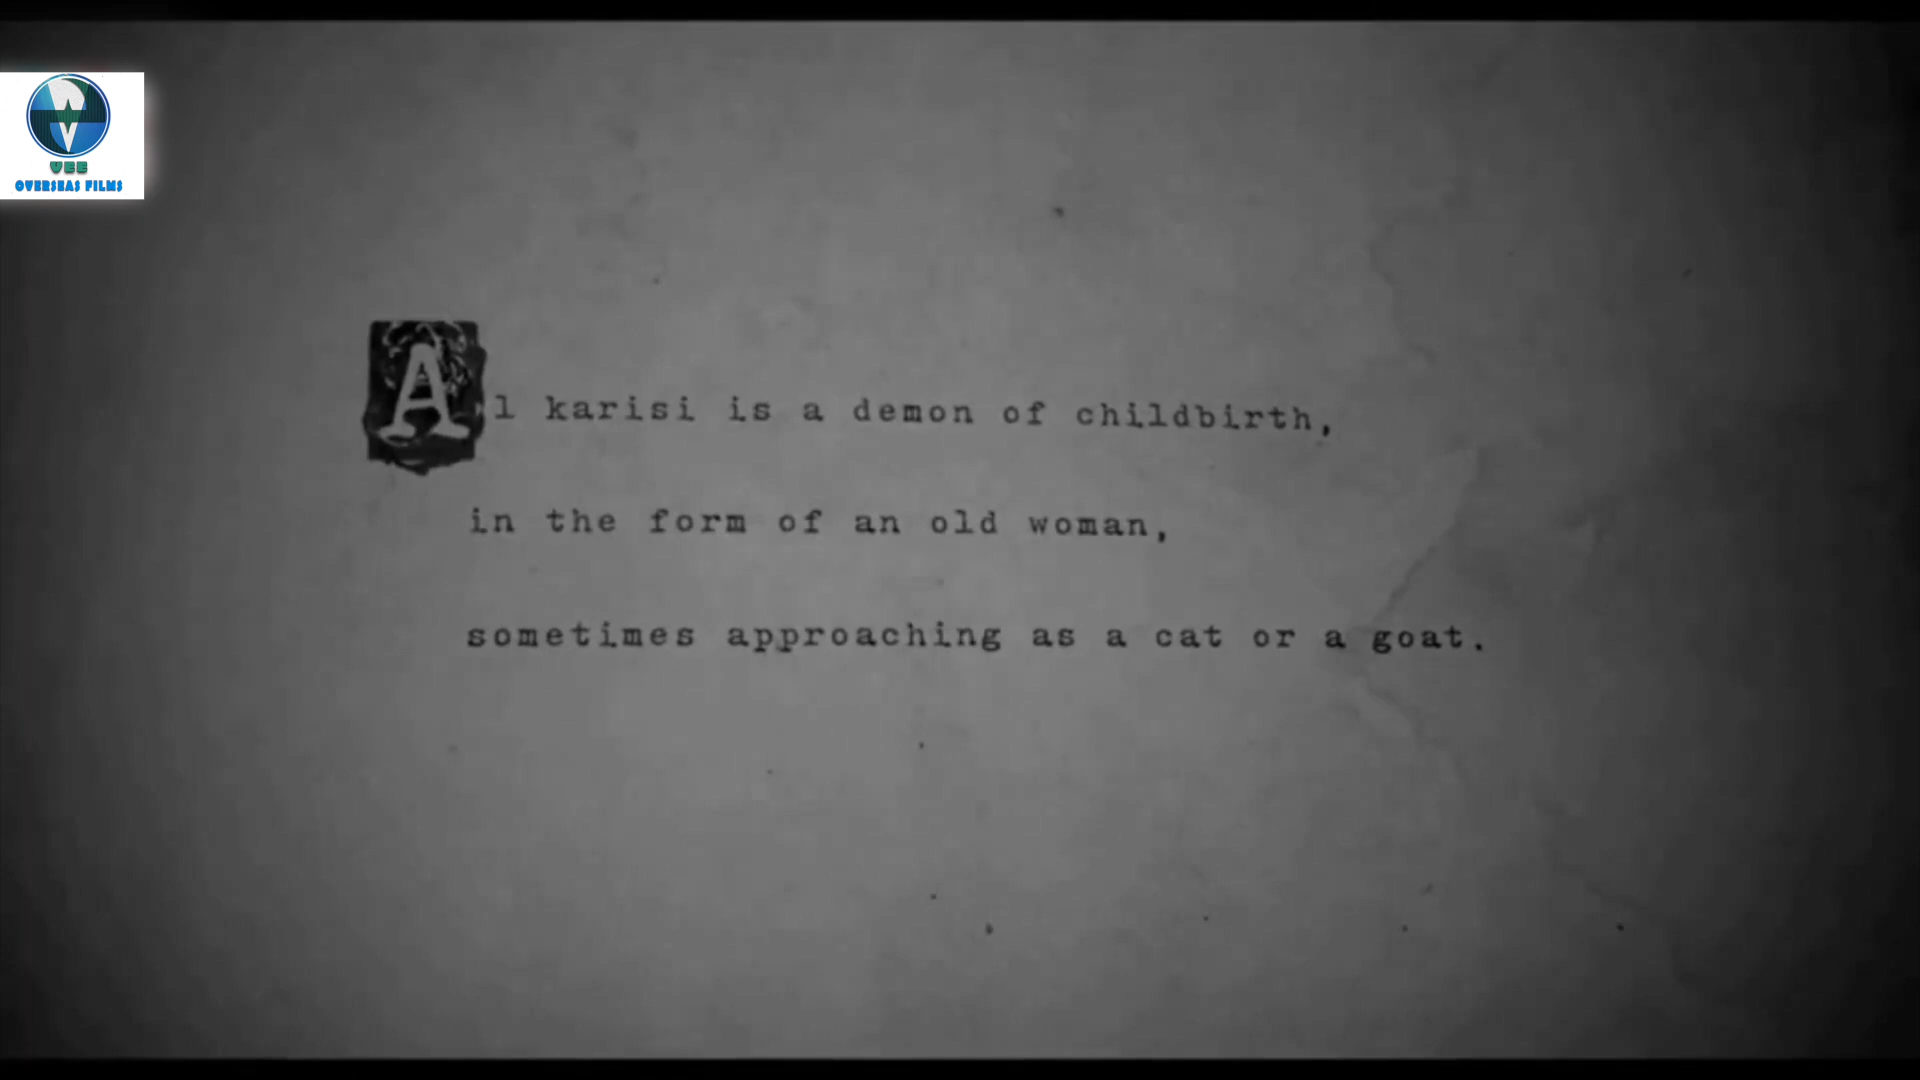 VEE
OVERSEAS FILMS
Al karisi is a demon of childbirth,
in the form of an old woman,
sometimes approaching as a cat or a goat.